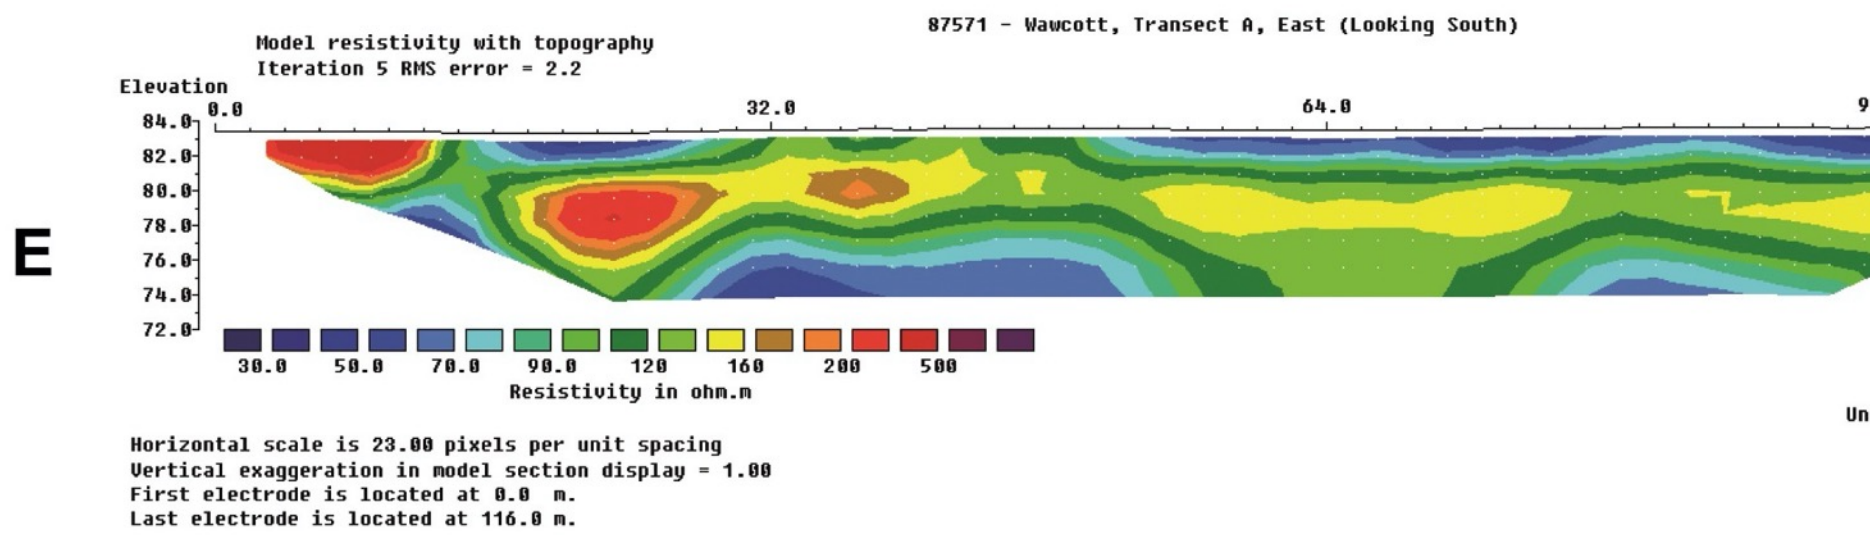 87571 - Wawcott, Transect A, East (Looking South)
Model resistivity with topography
Iteration 5 RMS error = 2.2
Elevation
0.0 32.0 64.0 9
84.0
82.0
80.0
78.0
76.0
74.0
72.0
E
30.0 50.0 70.0 90.0 120 160 200 500
Resistivity in ohm.m
Un
Horizontal scale is 23.00 pixels per unit spacing
Vertical exaggeration in model section display = 1.00
First electrode is located at 0.0 m.
Last electrode is located at 116.0 m.